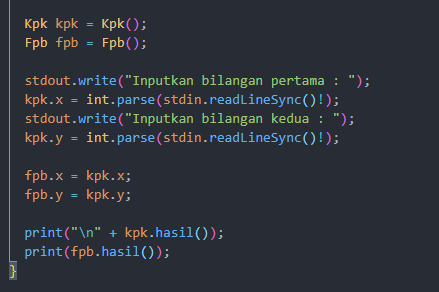 Kpk kpk = Kpk();
Fpb fpb = Fpb();
stdout.write("Inputkan bilangan pertama : ");
kpk.x = int.parse(stdin.readLineSync()!);
stdout.write("Inputkan bilangan kedua : ");
kpk.y = int.parse(stdin.readLineSync()!);
fpb.x = kpk.x;
fpb.y = kpk.y;
print("\n" + kpk.hasil());
print(fpb.hasil());
}